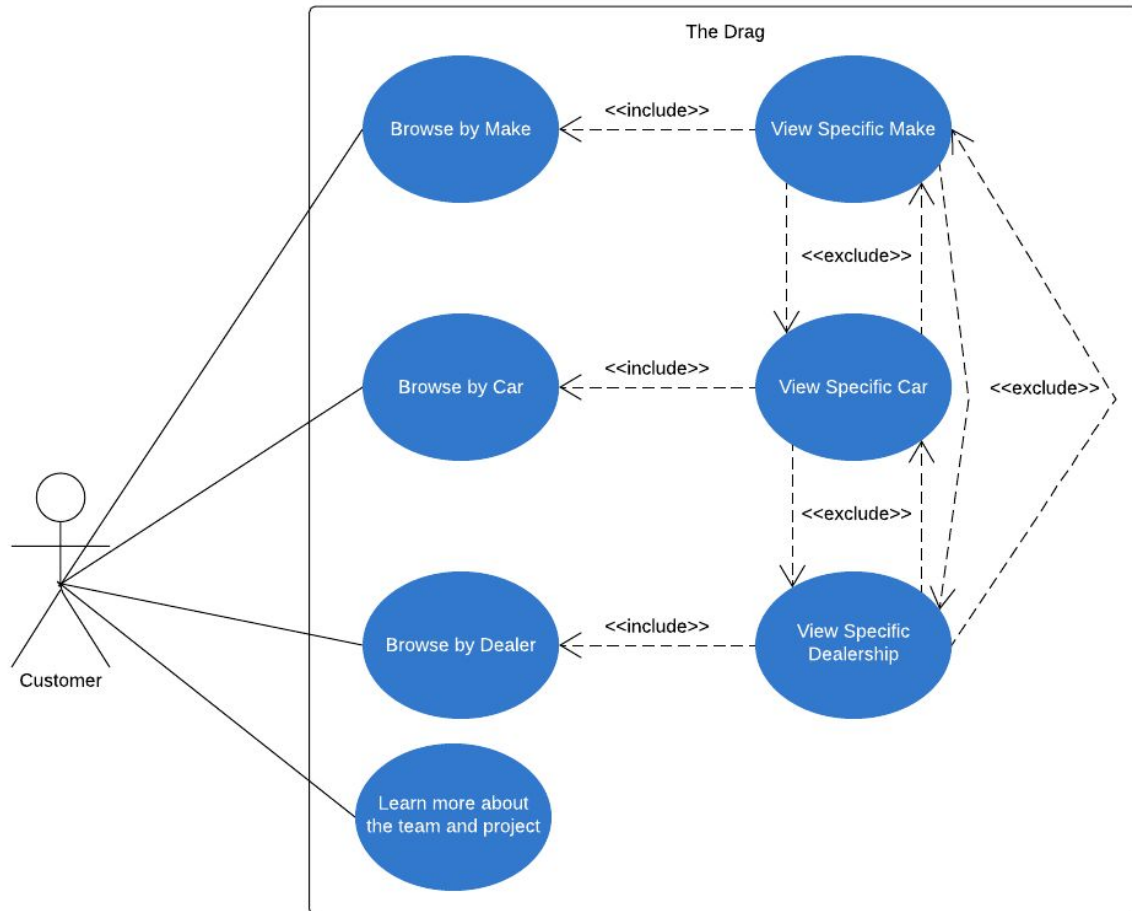 The Drag
Browse by Make
<<include>>
View Specific Make
<<exclude>>
Browse by Car
<<include>>
View Specific Car
<<exclude>>
<<exclude>>
Browse by Dealer
<<include>>
View Specific
Dealership
Customer
Learn more about
the team and project